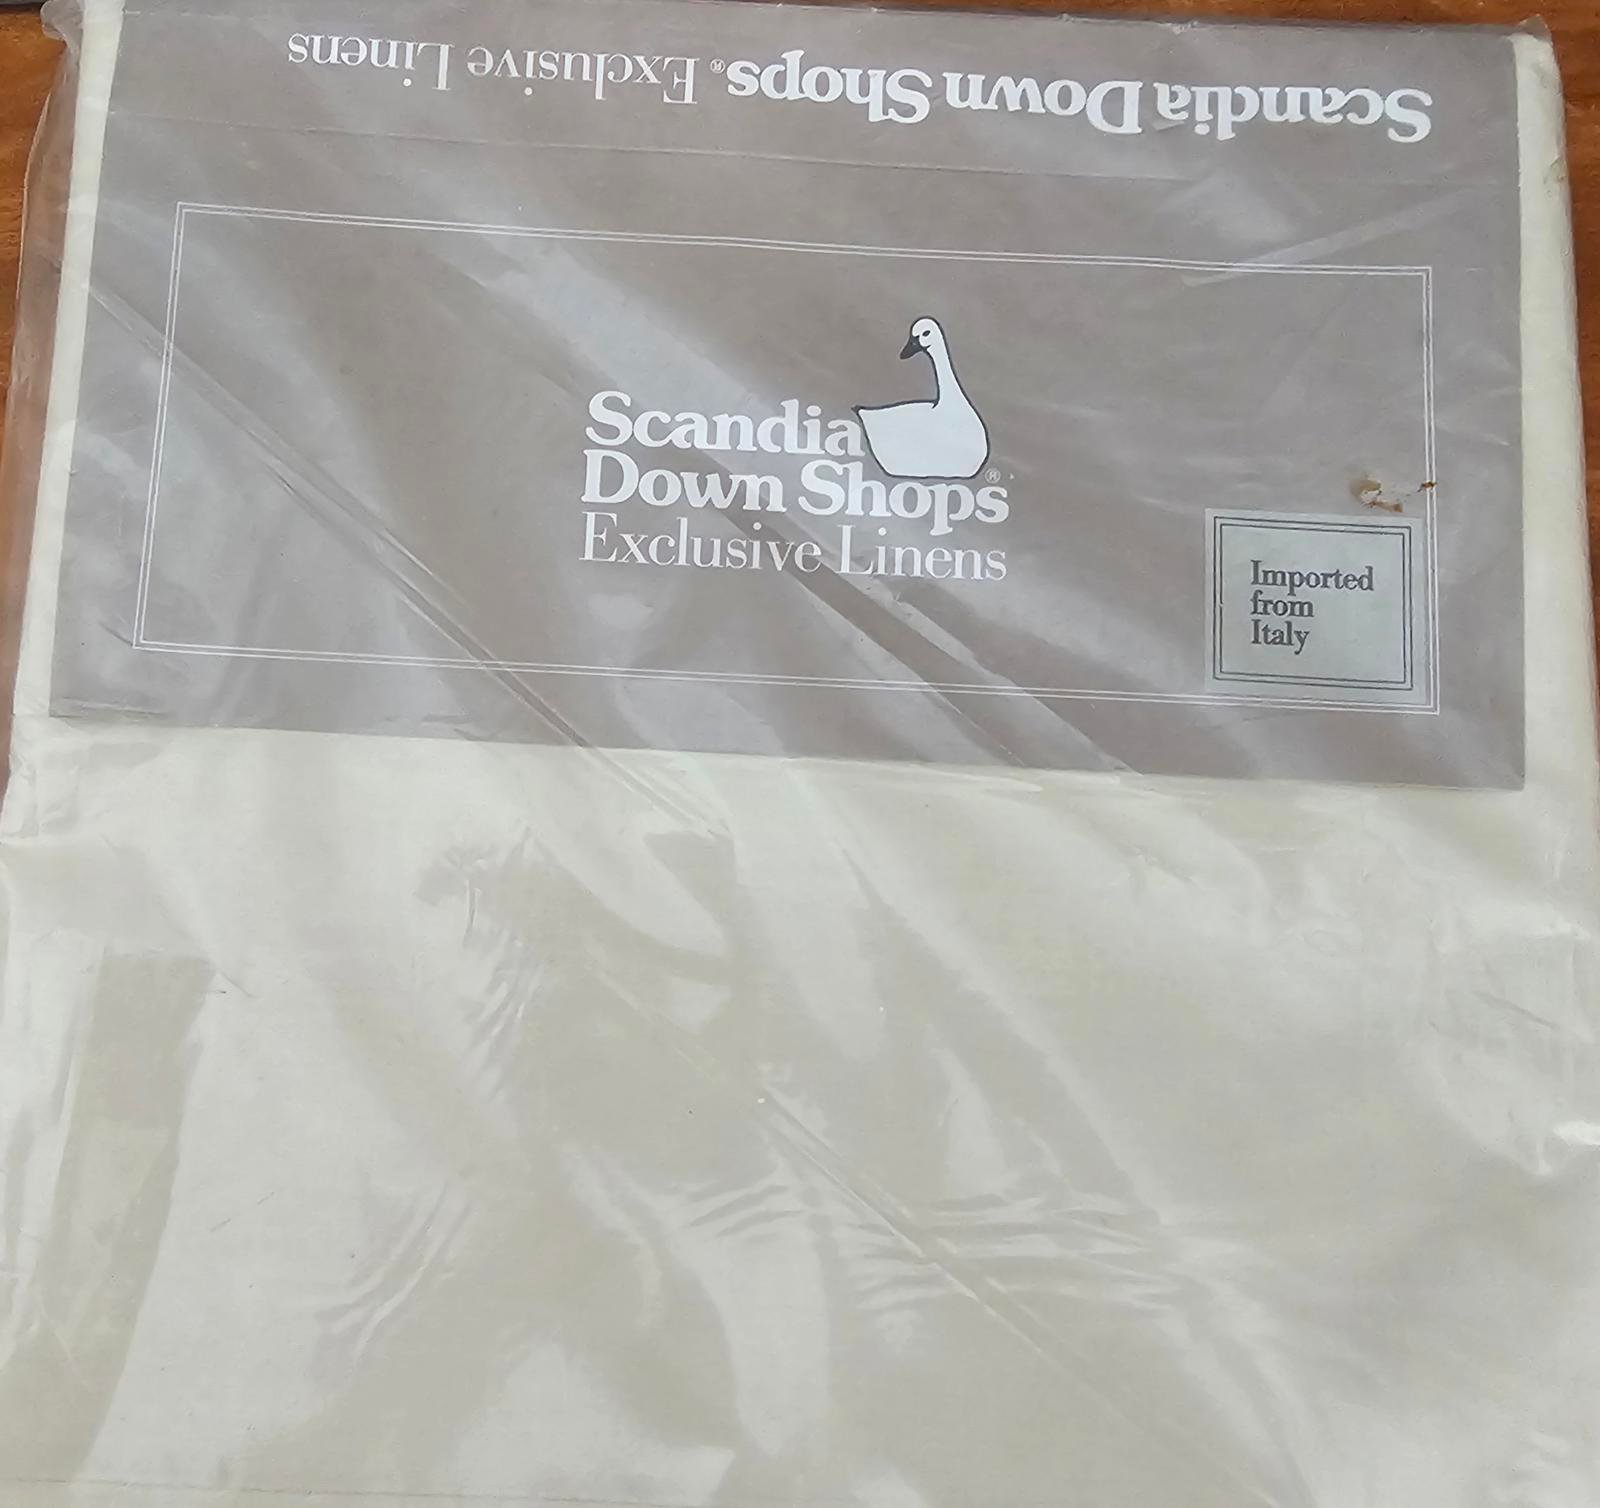 Scandia Down Shops® Exclusive Linens
Scandia
Down Shops®
Exclusive Linens
Imported
from
Italy